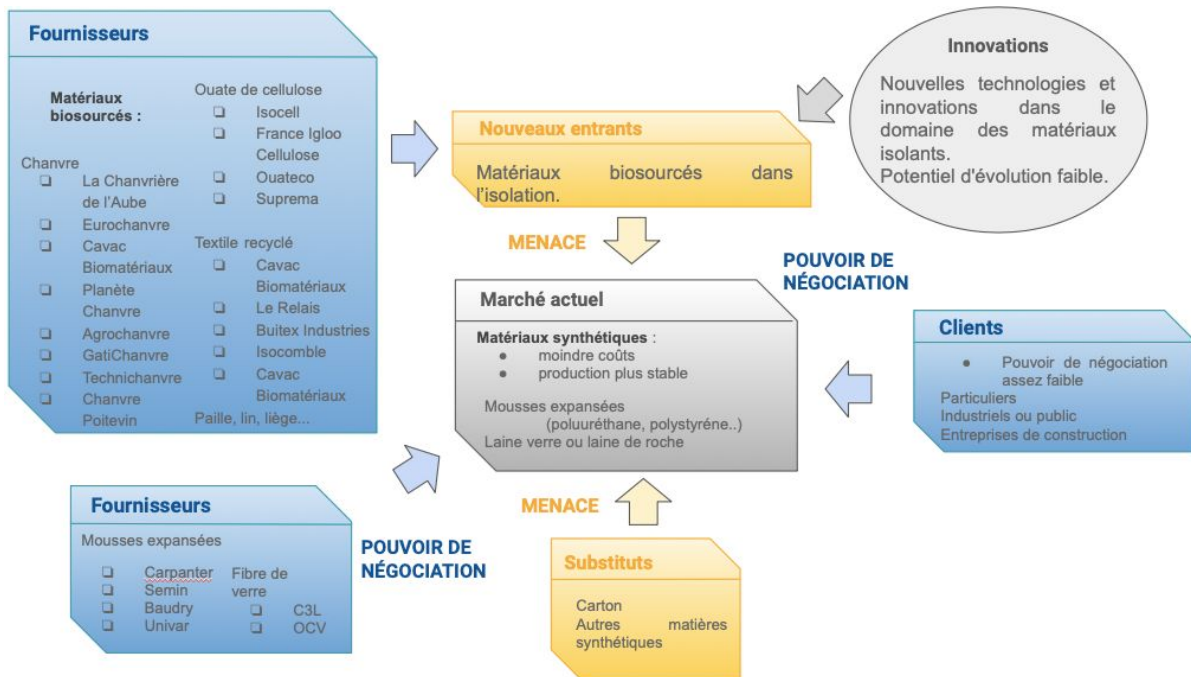 Fournisseurs
Matériaux
biosourcés :
Chanvre
❏ La Chanvrière
de l'Aube
❏ Eurochanvre
❏ Cavac
Biomatériaux
❏ Planète
Chanvre
❏ Agrochanvre
❏ GatiChanvre
❏ Technichanvre
❏ Chanvre
Poitevin
Ouate de cellulose
❏ Isocell
❏ France Igloo
Cellulose
❏ Ouateco
❏ Suprema
Textile recyclé
❏ Cavac
Biomatériaux
❏ Le Relais
❏ Buitex Industries
❏ Isocomble
❏ Cavac
Biomatériaux
Paille, lin, liège...
Nouveaux entrants
Matériaux biosourcés dans
l'isolation.
Innovations
Nouvelles technologies et
innovations dans le
domaine des matériaux
isolants.
Potentiel d'évolution faible.
MENACE
POUVOIR DE
NÉGOCIATION
Marché actuel
Matériaux synthétiques :
● moindre coûts
● production plus stable
Mousses expansées
(poluuréthane, polystyréne..)
Laine verre ou laine de roche
Clients
● Pouvoir de négociation
assez faible
Particuliers
Industriels ou public
Entreprises de construction
Fournisseurs
Mousses expansées
❏ Carpanter
❏ Semin
❏ Baudry
❏ Univar
Fibre de
verre
❏ C3L
❏ OCV
POUVOIR DE
NÉGOCIATION
MENACE
Substituts
Carton
Autres matières
synthétiques